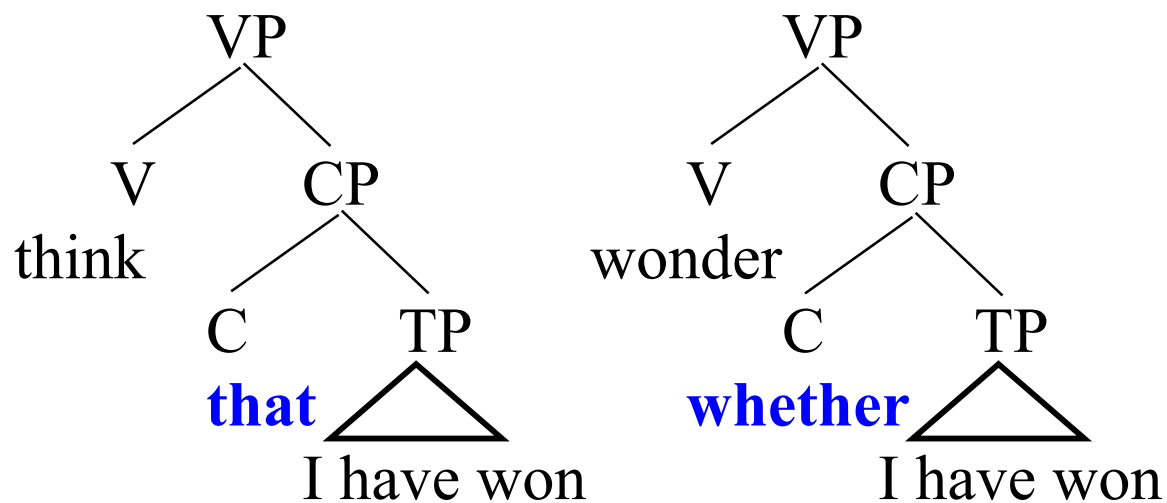 VP VP
V CP V CP
think wonder
C TP C TP
that whether
I have won I have won